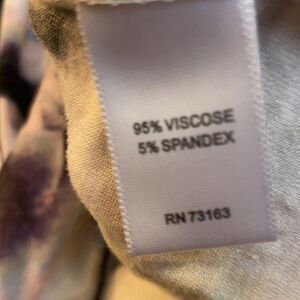 95% VISCOSE
5% SPANDEX
RN 73163